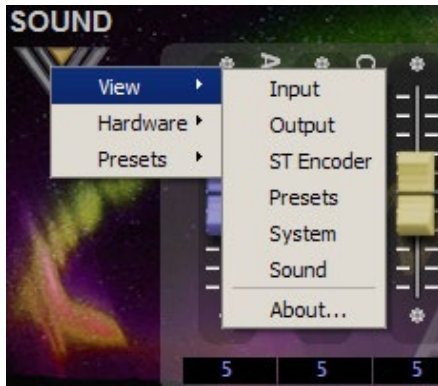 SOUND
A
C
View
Hardware
Presets
Input
Output
ST Encoder
Presets
System
Sound
About...
5 5 5